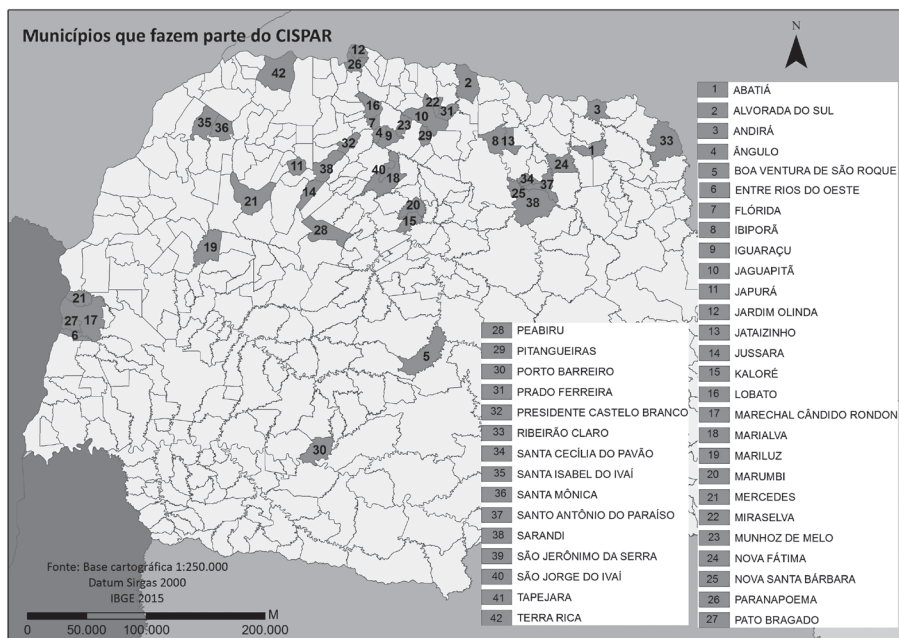 Municípios que fazem parte do CISPAR
N
12
26
42
2
16
22
10
31
3
35
36
7
23
4
9
29
8
13
33
32
1
40
24
11
38
18
34
37
14
25
38
21
20
15
28
19
21
27
17
6
5
30
1 ABATIÁ
2 ALVORADA DO SUL
3 ANDIRÁ
4 ÂNGULO
5 BOA VENTURA DE SÃO ROQUE
6 ENTRE RIOS DO OESTE
7 FLÓRIDA
8 IBIPORÃ
9 IGUARAÇU
10 JAGUAPITÃ
11 JAPURÁ
12 JARDIM OLINDA
13 JATAIZINHO
14 JUSSARA
15 KALORÉ
16 LOBATO
17 MARECHAL CÂNDIDO RONDON
18 MARIALVA
19 MARILUZ
20 MARUMBI
21 MERCEDES
22 MIRASELVA
23 MUNHOZ DE MELO
24 NOVA FÁTIMA
25 NOVA SANTA BÁRBARA
26 PARANAPOEMA
27 PATO BRAGADO
28 PEABIRU
29 PITANGUEIRAS
30 PORTO BARREIRO
31 PRADO FERREIRA
32 PRESIDENTE CASTELO BRANCO
33 RIBEIRÃO CLARO
34 SANTA CECÍLIA DO PAVÃO
35 SANTA ISABEL DO IVAÍ
36 SANTA MÔNICA
37 SANTO ANTÔNIO DO PARAÍSO
38 SARANDI
39 SÃO JERÔNIMO DA SERRA
40 SÃO JORGE DO IVAÍ
41 TAPEJARA
42 TERRA RICA
Fonte: Base cartográfica 1:250.000
Datum Sirgas 2000
IBGE 2015
M
0 50.000 100.000 200.000